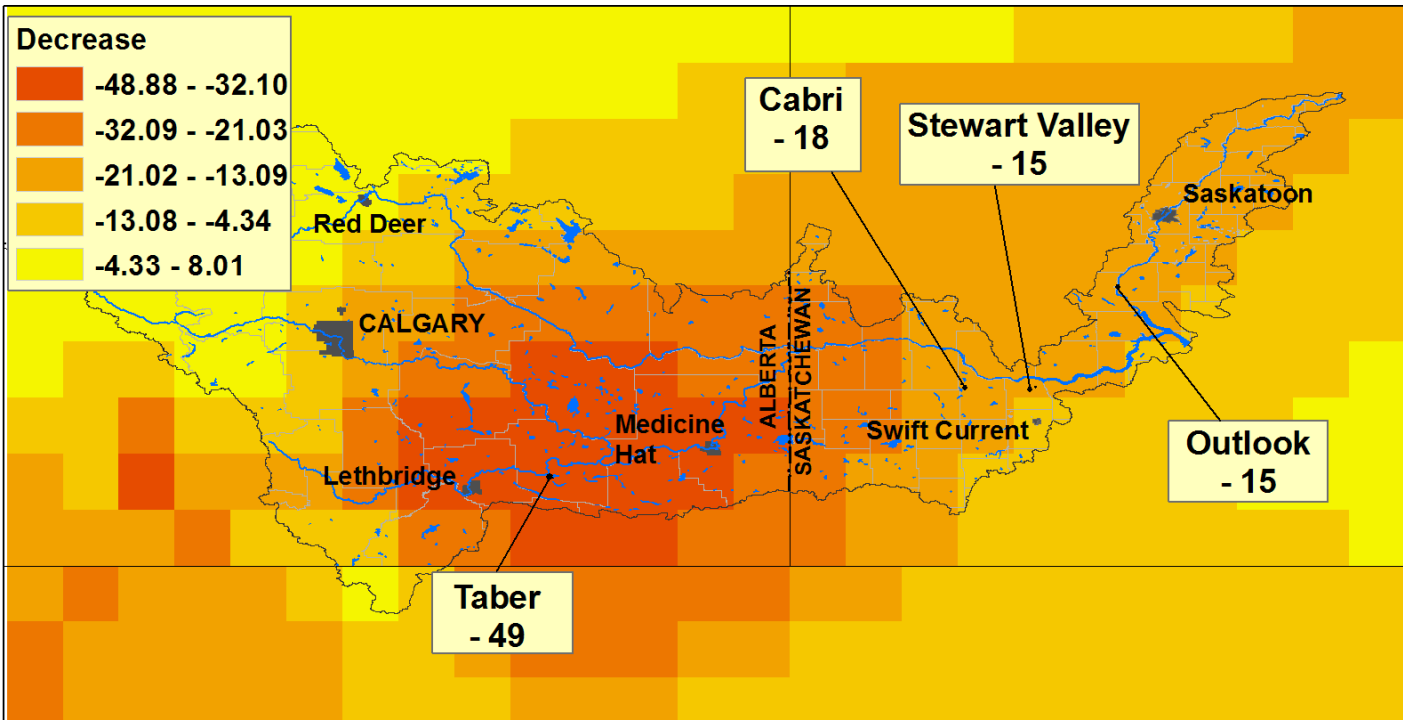 Decrease
-48.88 - -32.10
-32.09 - -21.03
-21.02 - -13.09
-13.08 - -4.34
-4.33 - 8.01
Cabri
- 18
Stewart Valley
- 15
Saskatoon
Red Deer
CALGARY
ALBERTA
SASKATCHEWAN
Medicine
Hat
Swift Current
Lethbridge
Outlook
- 15
Taber
- 49